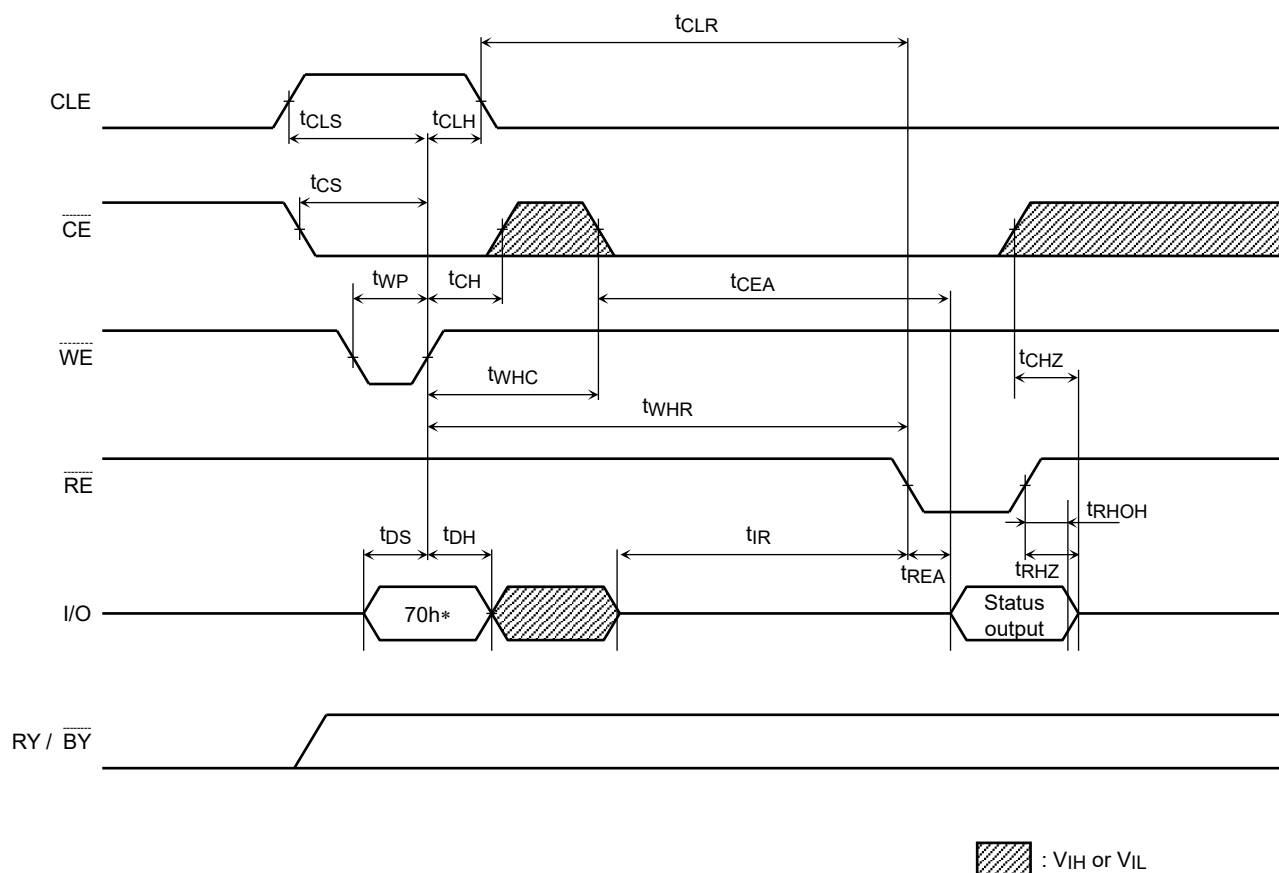 tCLR
CLE
tCLS
tCLH
tCS
CE
tWP
tCH
tCEA
WE
tCHZ
tWHC
tWHR
RE
tRHOH
tDS
tDH
tIR
tREA
tRHZ
I/O
70h*
Status
output
RY / BY
: VIH or VIL